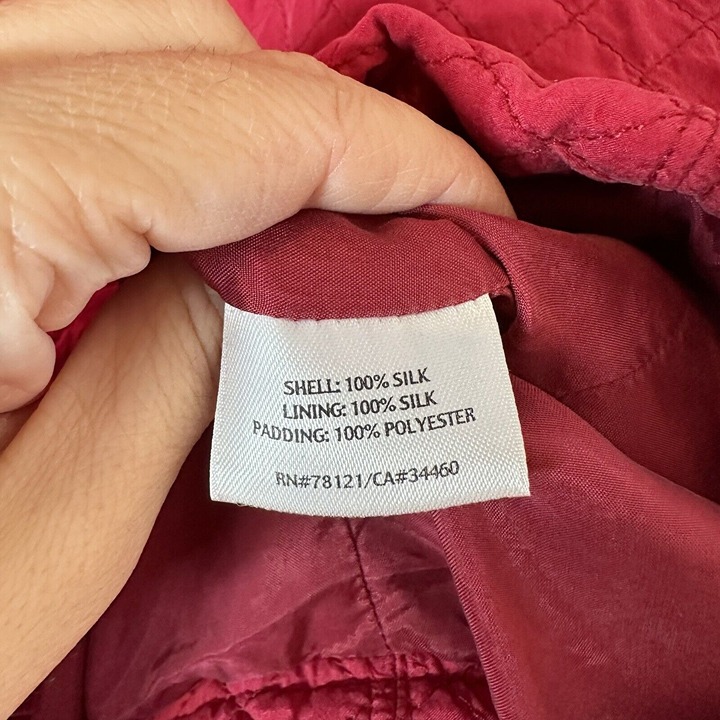 SHELL: 100% SILK
LINING: 100% SILK
PADDING: 100% POLYESTER
RN#78121/CA#34460